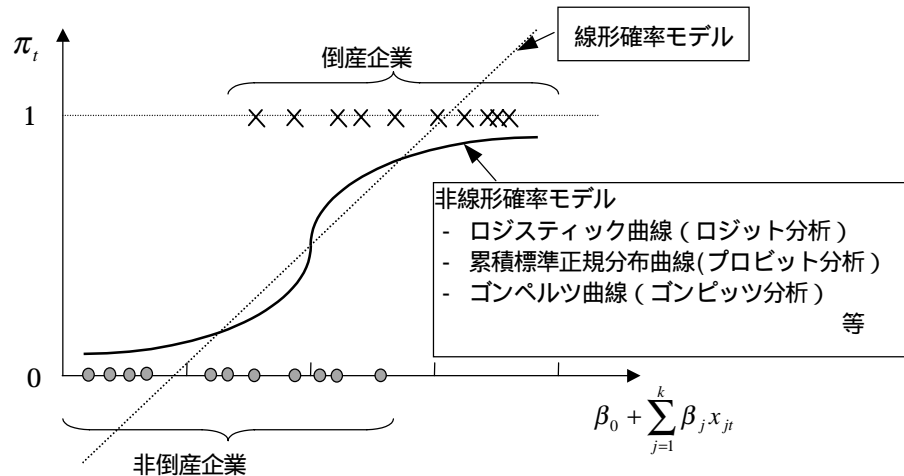 π_t
線形確率モデル
倒産企業
1
非線形確率モデル
- ロジスティック曲線（ロジット分析）
- 累積標準正規分布曲線(プロビット分析）
- ゴンペルツ曲線（ゴンピッツ分析）
等
0
β_0 + \sum_{j=1}^{k} β_j x_{jt}
非倒産企業